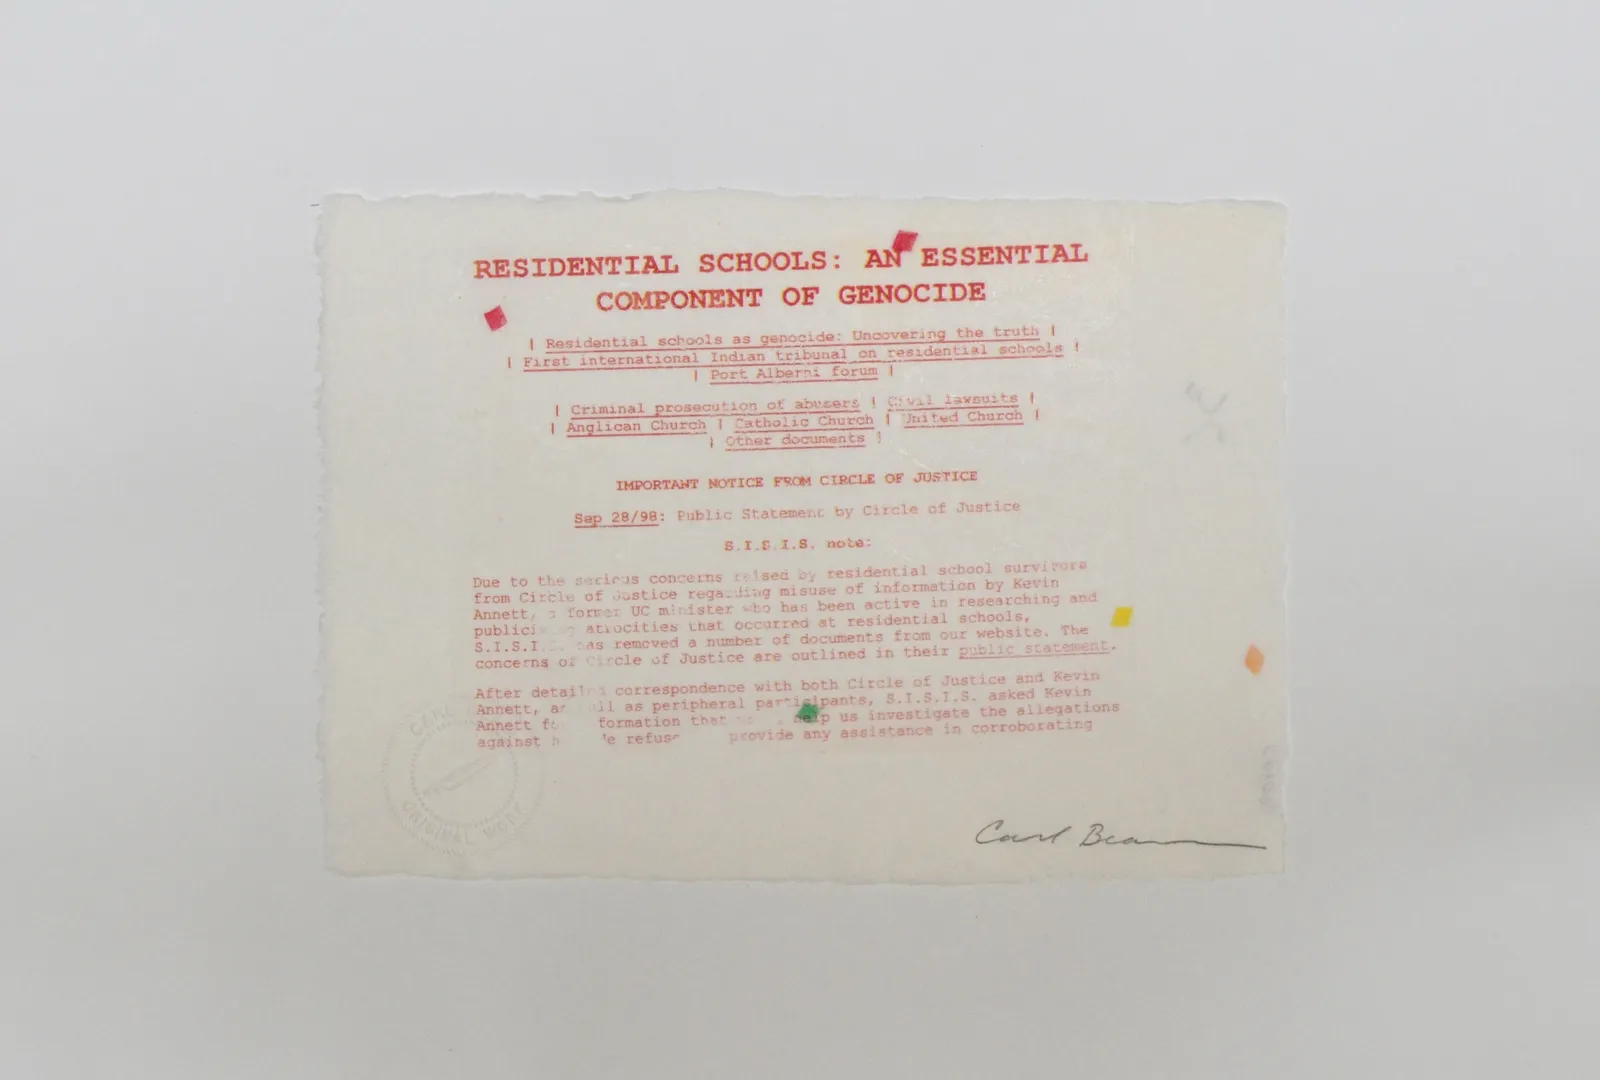 RESIDENTIAL SCHOOLS: AN ESSENTIAL
COMPONENT OF GENOCIDE
| Residential schools as genocide: Uncovering the truth |
| First international Indian tribunal on residential schools |
| Port Alberni forum |
| Criminal prosecution of abusers | Civil lawsuits |
| Anglican Church | Catholic Church | United Church |
| Other documents |
IMPORTANT NOTICE FROM CIRCLE OF JUSTICE
Sep 28/98: Public Statement by Circle of Justice
S.I.S.I.S. note:
Due to the serious concerns raised by residential school survivors
from Circle of Justice regarding misuse of information by Kevin
Annett, a former UC minister who has been active in researching and
atrocities that occurred at residential schools,
S.I.S.I.S. has removed a number of documents from our website. The
concerns of Circle of Justice are outlined in their public statement.
After correspondence with both Circle of Justice and Kevin
Annett, as peripheral participants, S.I.S.I.S. asked Kevin
Annett formation that help us investigate the allegations
against provide any assistance in corroborating
ORIGINAL WORK
Carl Beam